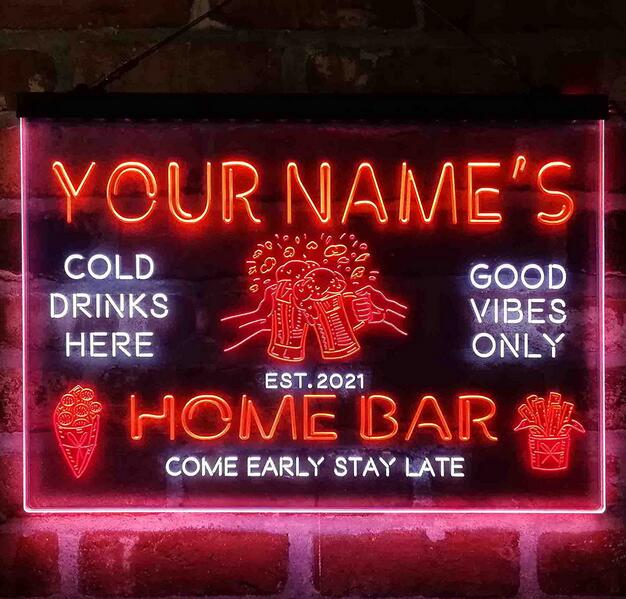 YOUR NAME'S
COLD
DRINKS
HERE
GOOD
VIBES
ONLY
EST.2021
HOME BAR
COME EARLY STAY LATE